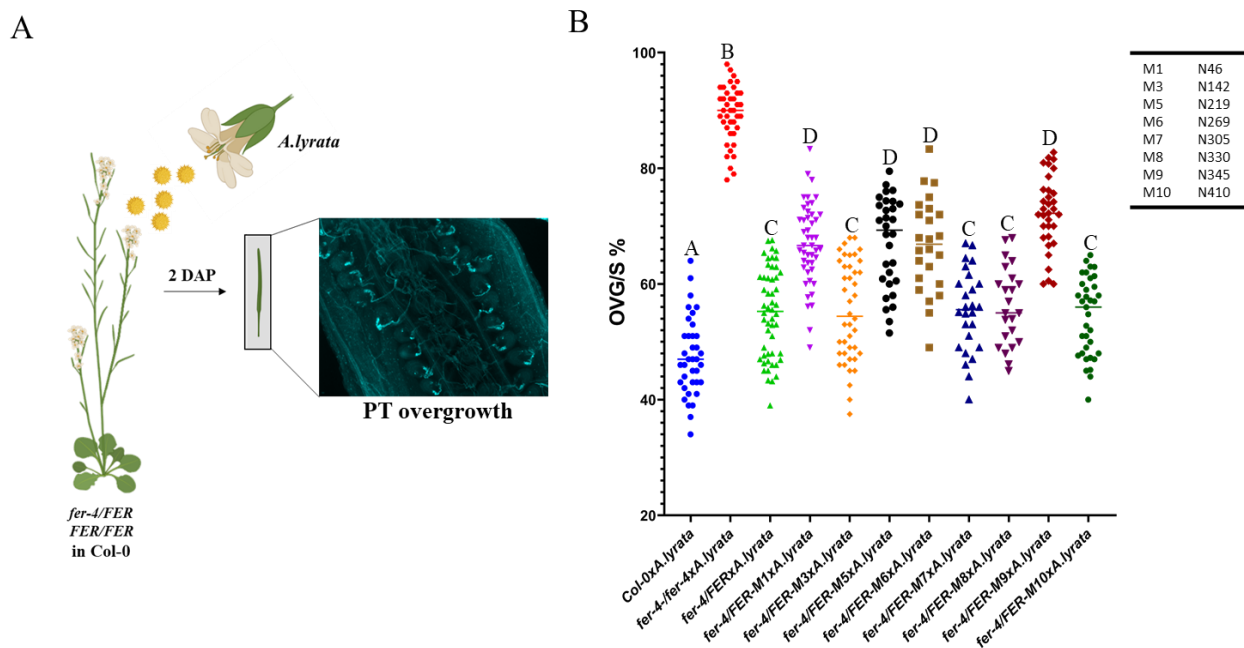 A
A.lyrata
2 DAP
PT overgrowth
fer-4/FER
FER/FER
in Col-0
B
OVG/S %
100
80
60
40
20
A
B
C
D
C
D
D
C
C
D
C
Col-0xA.lyrata
fer-4-/fer-4xA.lyrata
fer-4/FERxA.lyrata
fer-4/FER-M1xA.lyrata
fer-4/FER-M3xA.lyrata
fer-4/FER-M5xA.lyrata
fer-4/FER-M6xA.lyrata
fer-4/FER-M7xA.lyrata
fer-4/FER-M8xA.lyrata
fer-4/FER-M9xA.lyrata
fer-4/FER-M10xA.lyrata
M1 N46
M3 N142
M5 N219
M6 N269
M7 N305
M8 N330
M9 N345
M10 N410